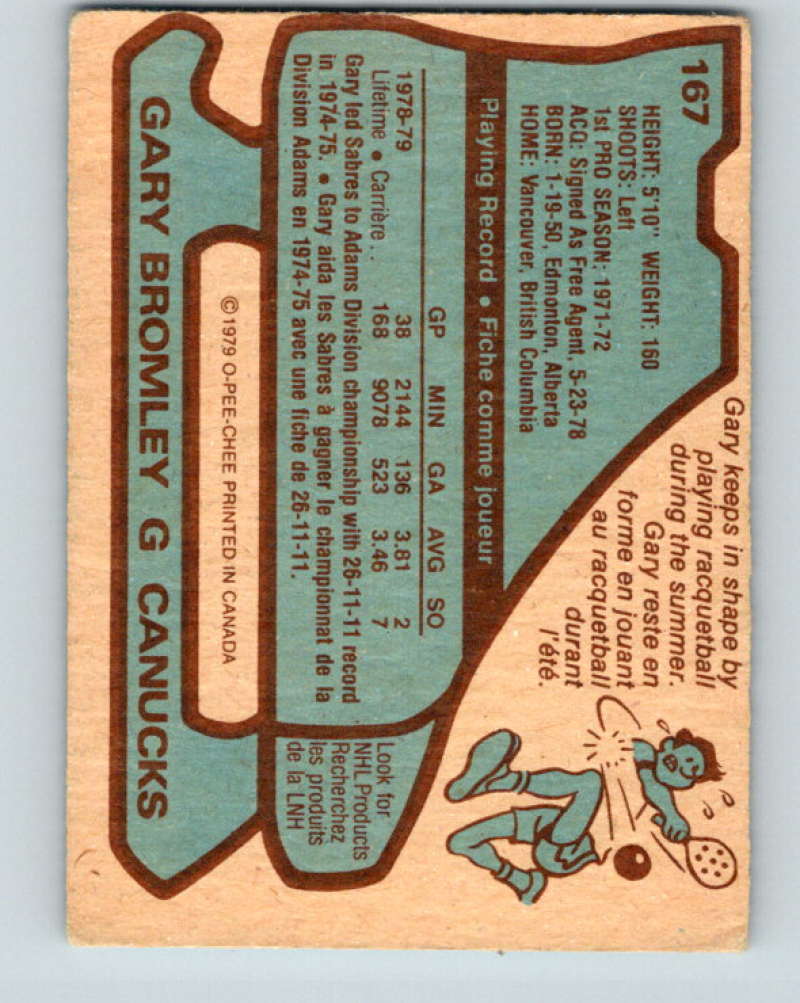 167
HEIGHT: 5'10" WEIGHT: 160
SHOOTS: Left
1st PRO SEASON: 1971-72
ACQ: Signed As Free Agent, 5-23-78
BORN: 1-19-50, Edmonton, Alberta
HOME: Vancouver, British Columbia
Gary keeps in shape by
playing racquetball
during the summer.
Gary reste en
forme en jouant
au racquetball
durant
l'été.
Playing Record • Fiche comme joueur
GP MIN GA AVG SO
1978-79 38 2144 136 3.81 2
Lifetime • Carrière . . 168 9078 523 3.46 7
Gary led Sabres to Adams Division championship with 26-11-11 record
in 1974-75. • Gary aida les Sabres à gagner le championnat de la
Division Adams en 1974-75 avec une fiche de 26-11-11.
Look for
NHL Products
Recherchez
les produits
de la LNH
©1979 O-PEE-CHEE PRINTED IN CANADA
GARY BROMLEY G CANUCKS